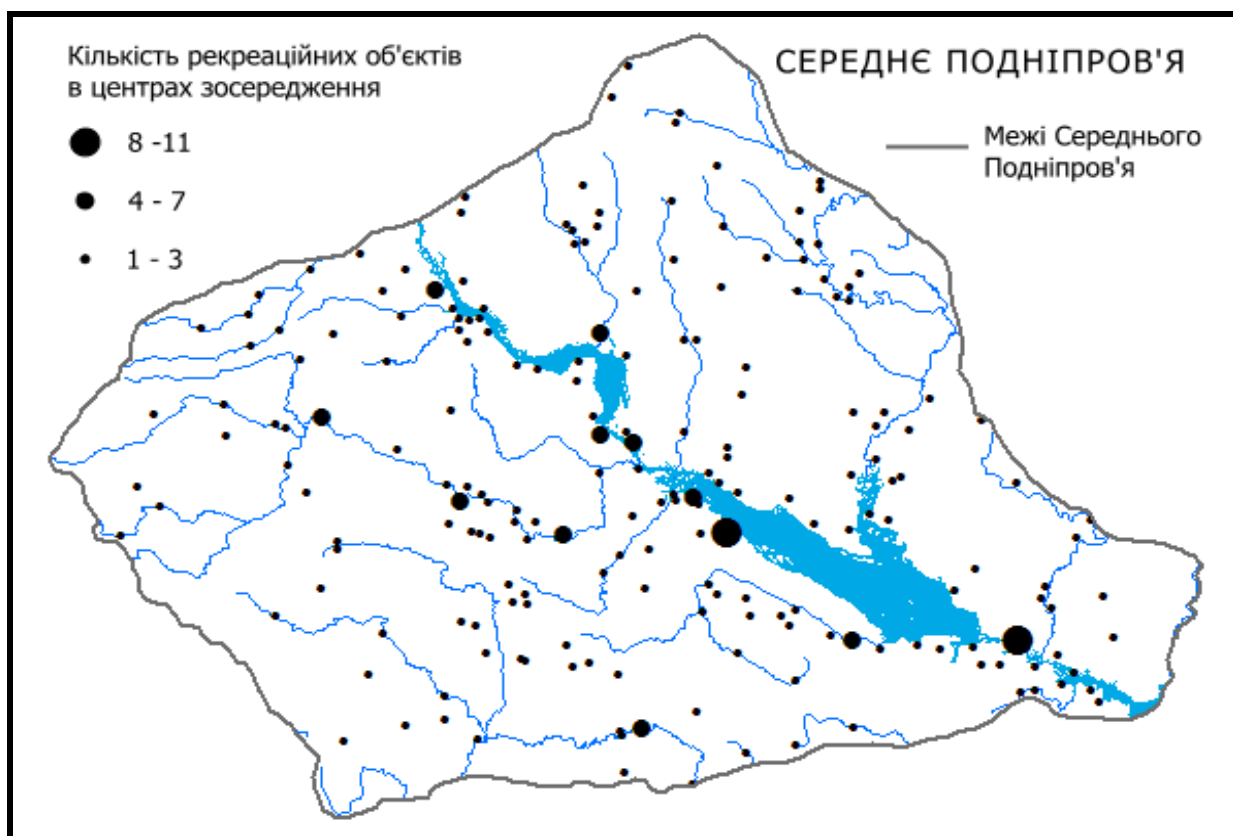 Кількість рекреаційних об'єктів
в центрах зосередження
8 -11
4 - 7
1 - 3
СЕРЕДНЄ ПОДНІПРОВ'Я
Межі Середнього
Подніпров'я